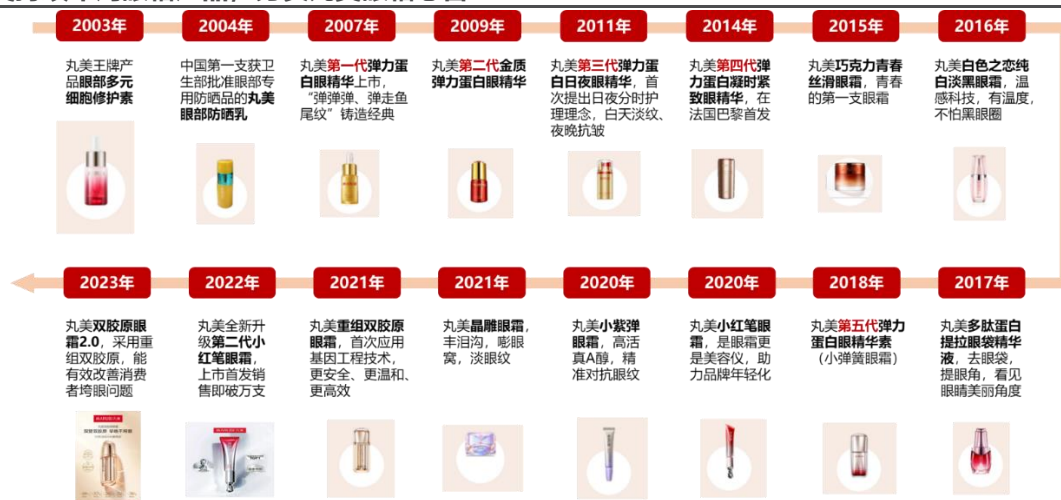 2003年
丸美王牌产
品眼部多元
细胞修护素
2004年
中国第一支获卫
生部批准眼部专
用防晒品的丸美
眼部防晒乳
2007年
丸美第一代弹力蛋
白眼精华上市，
“弹弹弹、弹走鱼
尾纹”铸造经典
2009年
丸美第二代金质
弹力蛋白眼精华
2011年
丸美第三代弹力蛋
白日夜眼精华，首
次提出日夜分时护
理理念，白天淡纹、
夜晚抗皱
2014年
丸美第四代弹
力蛋白凝时紧
致眼精华，在
法国巴黎首发
2015年
丸美巧克力青春
丝滑眼霜，青春
的第一支眼霜
2016年
丸美白色之恋纯
白淡黑眼霜，温
感科技，有温度，
不怕黑眼圈
2023年
丸美双胶原眼
霜2.0，采用重
组双胶原，能
有效改善消费
者垮眼问题
2022年
丸美全新升
级第二代小
红笔眼霜，
上市首发销
售即破万支
2021年
丸美重组双胶原
眼霜，首次应用
基因工程技术，
更安全、更温和、
更高效
2021年
丸美晶雕眼霜，
丰泪沟，嘭眼
窝，淡眼纹
2020年
丸美小紫弹
眼霜，高活
真A醇，精
准对抗眼纹
2020年
丸美小红笔眼
霜，是眼霜更
是美容仪，助
力品牌年轻化
2018年
丸美第五代弹力
蛋白眼精华素
（小弹簧眼霜）
2017年
丸美多肽蛋白
提拉眼袋精华
液，去眼袋，
提眼角，看见
眼睛美丽角度